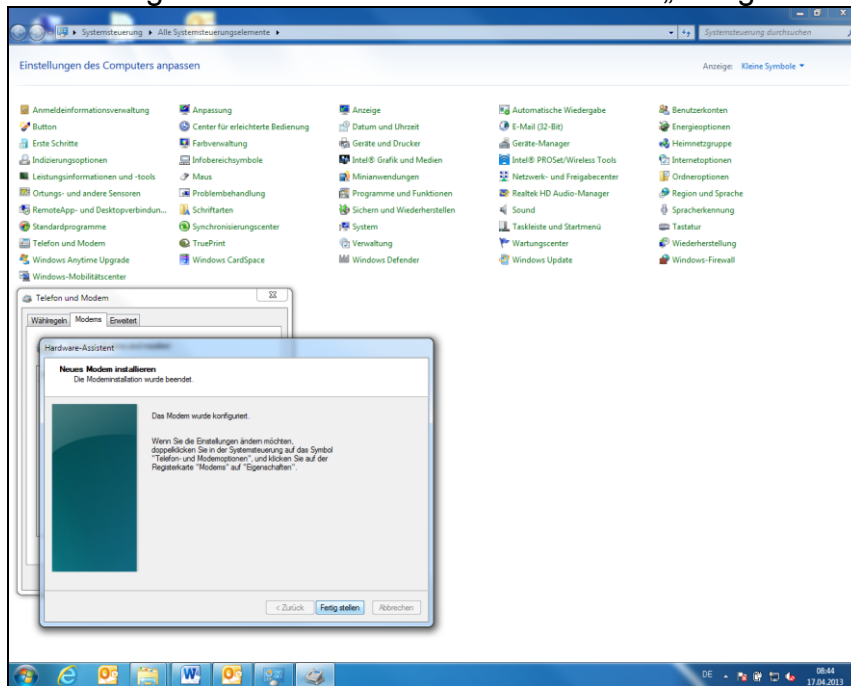 Systemsteuerung ▸ Alle Systemsteuerungselemente ▸
Systemsteuerung durchsuchen
Einstellungen des Computers anpassen
Anzeige: Kleine Symbole
Anmeldeinformationsverwaltung
Anpassung
Anzeige
Automatische Wiedergabe
Benutzerkonten
Button
Center für erleichterte Bedienung
Datum und Uhrzeit
E-Mail (32-Bit)
Energieoptionen
Erste Schritte
Farbverwaltung
Geräte und Drucker
Geräte-Manager
Heimnetzgruppe
Indizierungsoptionen
Infobereichsymbole
Intel® Grafik und Medien
Intel® PROSet/Wireless Tools
Internetoptionen
Leistungsinformationen und -tools
Maus
Minianwendungen
Netzwerk- und Freigabecenter
Ordneroptionen
Ortungs- und andere Sensoren
Problembehandlung
Programme und Funktionen
Realtek HD Audio-Manager
Region und Sprache
RemoteApp- und Desktopverbindun...
Schriftarten
Sichern und Wiederherstellen
Sound
Spracherkennung
Standardprogramme
Synchronisierungscenter
System
Taskleiste und Startmenü
Tastatur
Telefon und Modem
TruePrint
Verwaltung
Wartungscenter
Wiederherstellung
Windows Anytime Upgrade
Windows CardSpace
Windows Defender
Windows Update
Windows-Firewall
Windows-Mobilitätscenter
Telefon und Modem
Wählregeln Modems Erweitert
Hardware-Assistent
Neues Modem installieren
Die Modeminstallation wurde beendet.
Das Modem wurde konfiguriert.
Wenn Sie die Einstellungen ändern möchten,
doppelklicken Sie in der Systemsteuerung auf das Symbol
"Telefon- und Modemoptionen", und klicken Sie auf der
Registerkarte "Modems" auf "Eigenschaften".
< Zurück Fertig stellen Abbrechen
DE
08:44
17.04.2013